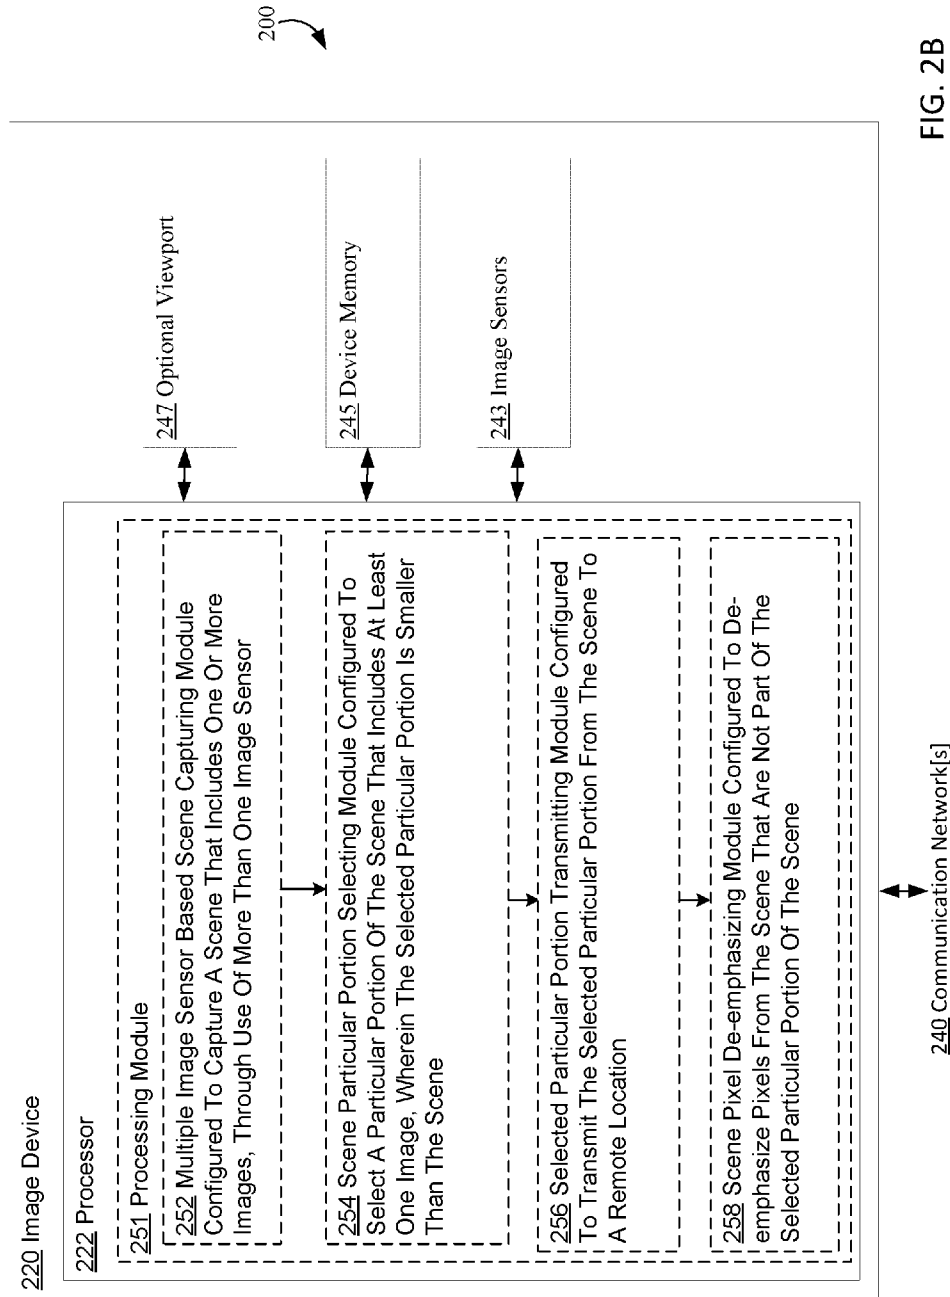 220 Image Device
222 Processor
251 Processing Module
252 Multiple Image Sensor Based Scene Capturing Module
Configured To Capture A Scene That Includes One Or More
Images, Through Use Of More Than One Image Sensor
254 Scene Particular Portion Selecting Module Configured To
Select A Particular Portion Of The Scene That Includes At Least
One Image, Wherein The Selected Particular Portion Is Smaller
Than The Scene
256 Selected Particular Portion Transmitting Module Configured
To Transmit The Selected Particular Portion From The Scene To
A Remote Location
258 Scene Pixel De-emphasizing Module Configured To De-
emphasize Pixels From The Scene That Are Not Part Of The
Selected Particular Portion Of The Scene
247 Optional Viewport
245 Device Memory
243 Image Sensors
240 Communication Network[s]
200
FIG. 2B